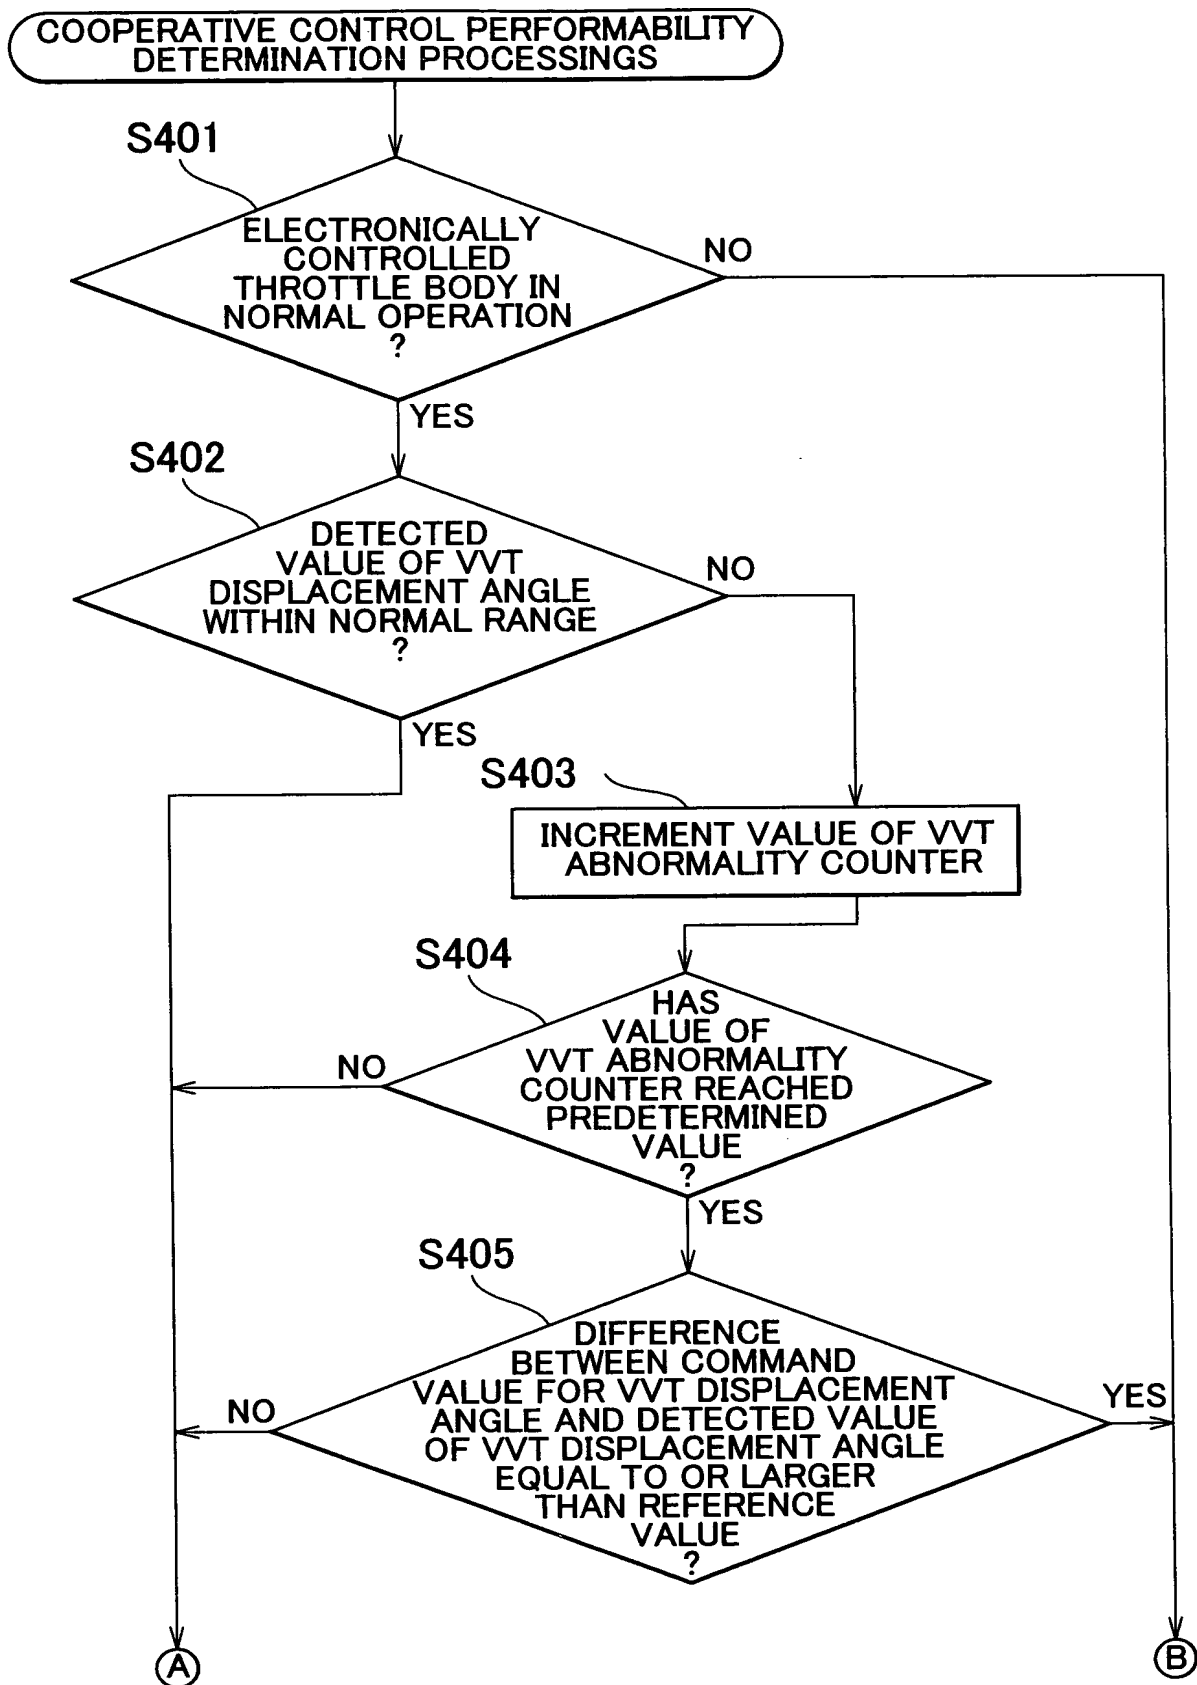 COOPERATIVE CONTROL PERFORMABILITY
DETERMINATION PROCESSINGS
S401
ELECTRONICALLY
CONTROLLED
THROTTLE BODY IN
NORMAL OPERATION
?
NO
YES
S402
DETECTED
VALUE OF VVT
DISPLACEMENT ANGLE
WITHIN NORMAL RANGE
?
NO
YES
S403
INCREMENT VALUE OF VVT
ABNORMALITY COUNTER
S404
HAS
VALUE OF
VVT ABNORMALITY
COUNTER REACHED
PREDETERMINED
VALUE
?
NO
YES
S405
DIFFERENCE
BETWEEN COMMAND
VALUE FOR VVT DISPLACEMENT
ANGLE AND DETECTED VALUE
OF VVT DISPLACEMENT ANGLE
EQUAL TO OR LARGER
THAN REFERENCE
VALUE
?
NO
YES
A
B